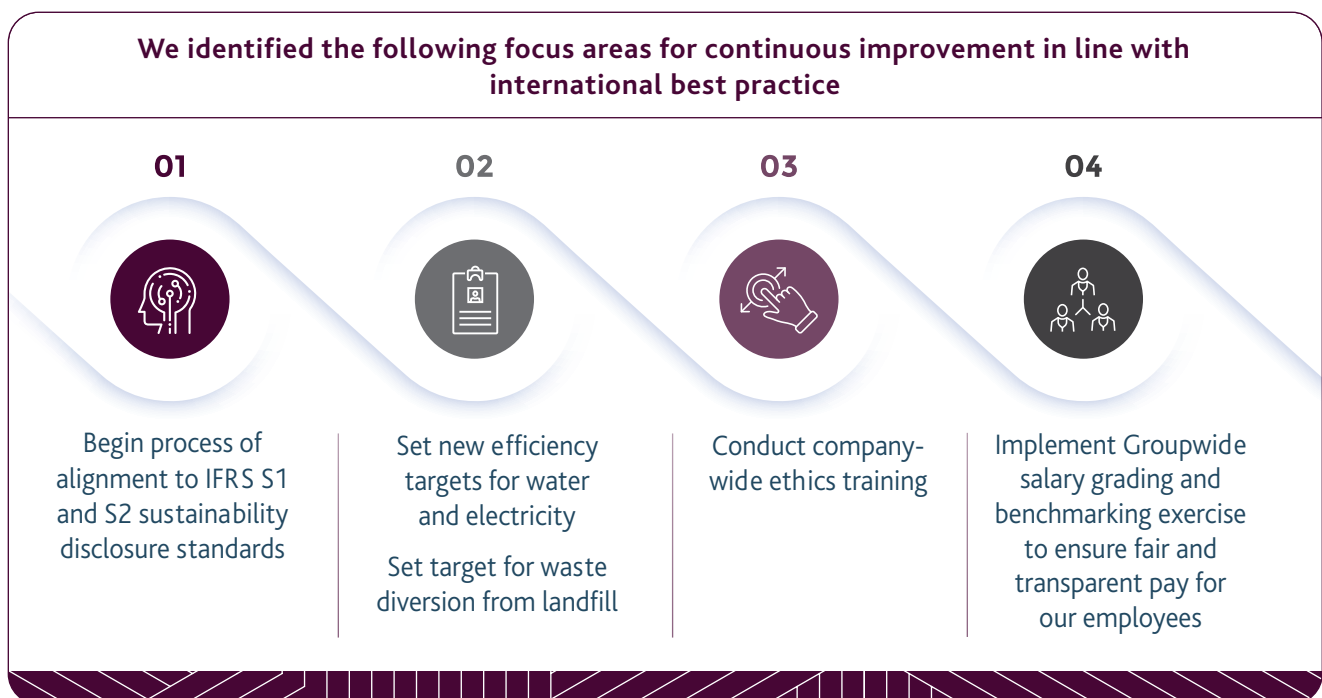 We identified the following focus areas for continuous improvement in line with
international best practice
01
Begin process of
alignment to IFRS S1
and S2 sustainability
disclosure standards
02
Set new efficiency
targets for water
and electricity
Set target for waste
diversion from landfill
03
Conduct company-
wide ethics training
04
Implement Groupwide
salary grading and
benchmarking exercise
to ensure fair and
transparent pay for
our employees